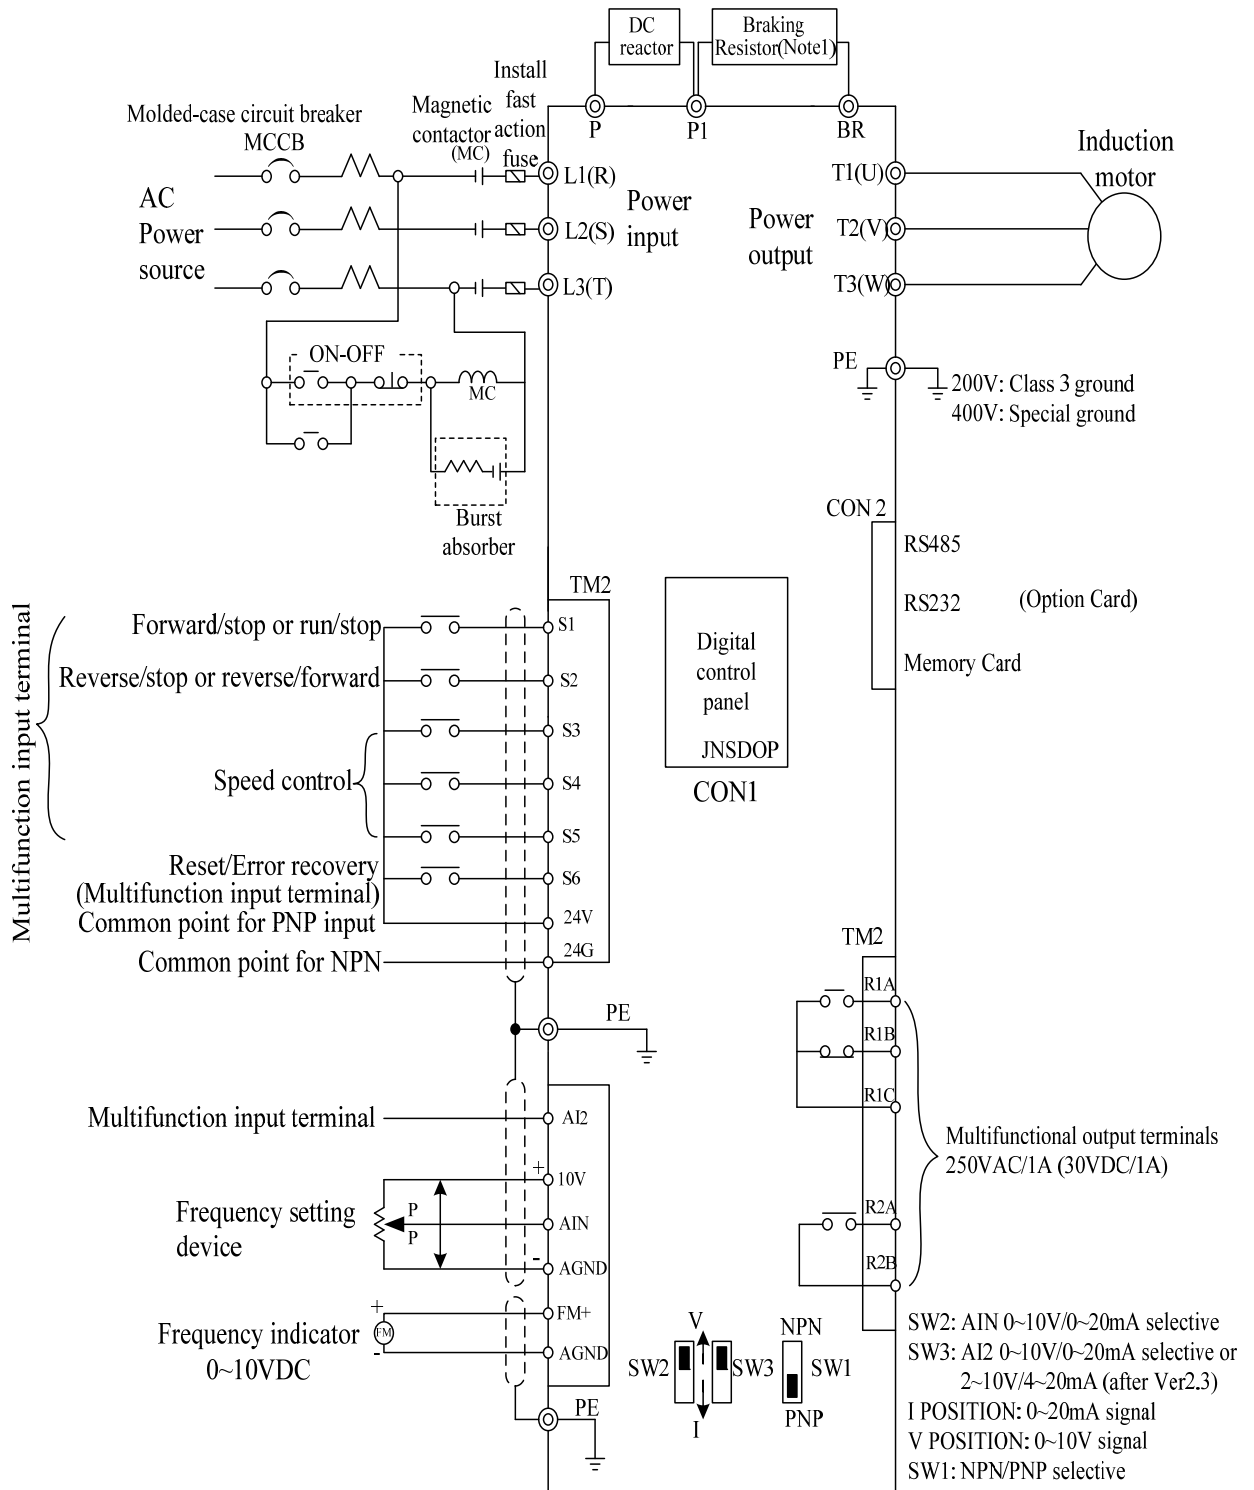 DC
reactor
Braking
Resistor(Note1)
P
P1
BR
Install
fast
action
fuse
Magnetic
contactor
(MC)
Molded-case circuit breaker
MCCB
AC
Power
source
L1(R)
L2(S)
L3(T)
Power
input
Power
output
T1(U)
T2(V)
T3(W)
Induction
motor
PE
200V: Class 3 ground
400V: Special ground
ON-OFF
MC
Burst
absorber
CON 2
RS485
RS232
(Option Card)
Memory Card
TM2
Multifunction input terminal
Forward/stop or run/stop
S1
Reverse/stop or reverse/forward
S2
S3
Speed control
S4
S5
Reset/Error recovery
(Multifunction input terminal)
S6
Common point for PNP input
24V
Common point for NPN
24G
Digital
control
panel
JNSDOP
CON1
PE
TM2
R1A
R1B
R1C
R2A
R2B
Multifunctional output terminals
250VAC/1A (30VDC/1A)
Multifunction input terminal
AI2
+
10V
Frequency setting
device
P
P
AIN
-
AGND
+
FM+
Frequency indicator
0~10VDC
FM
-
AGND
PE
V
SW2
SW3
I
NPN
SW1
PNP
SW2: AIN 0~10V/0~20mA selective
SW3: AI2 0~10V/0~20mA selective or
2~10V/4~20mA (after Ver2.3)
I POSITION: 0~20mA signal
V POSITION: 0~10V signal
SW1: NPN/PNP selective